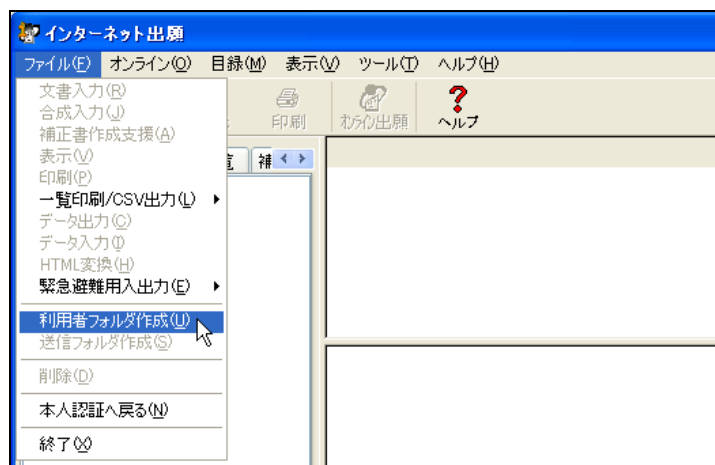 インターネット出願
ファイル(F) オンライン(O) 目録(M) 表示(V) ツール(T) ヘルプ(H)
文書入力(R)
合成入力(J)
補正書作成支援(A)
表示(V)
印刷(P)
一覧印刷/CSV出力(L)
データ出力(C)
データ入力(I)
HTML変換(H)
緊急避難用入出力(E)
利用者フォルダ作成(U)
送信フォルダ作成(S)
削除(D)
本人認証へ戻る(N)
終了(X)
印刷 オンライン出願 ヘルプ
覧 補